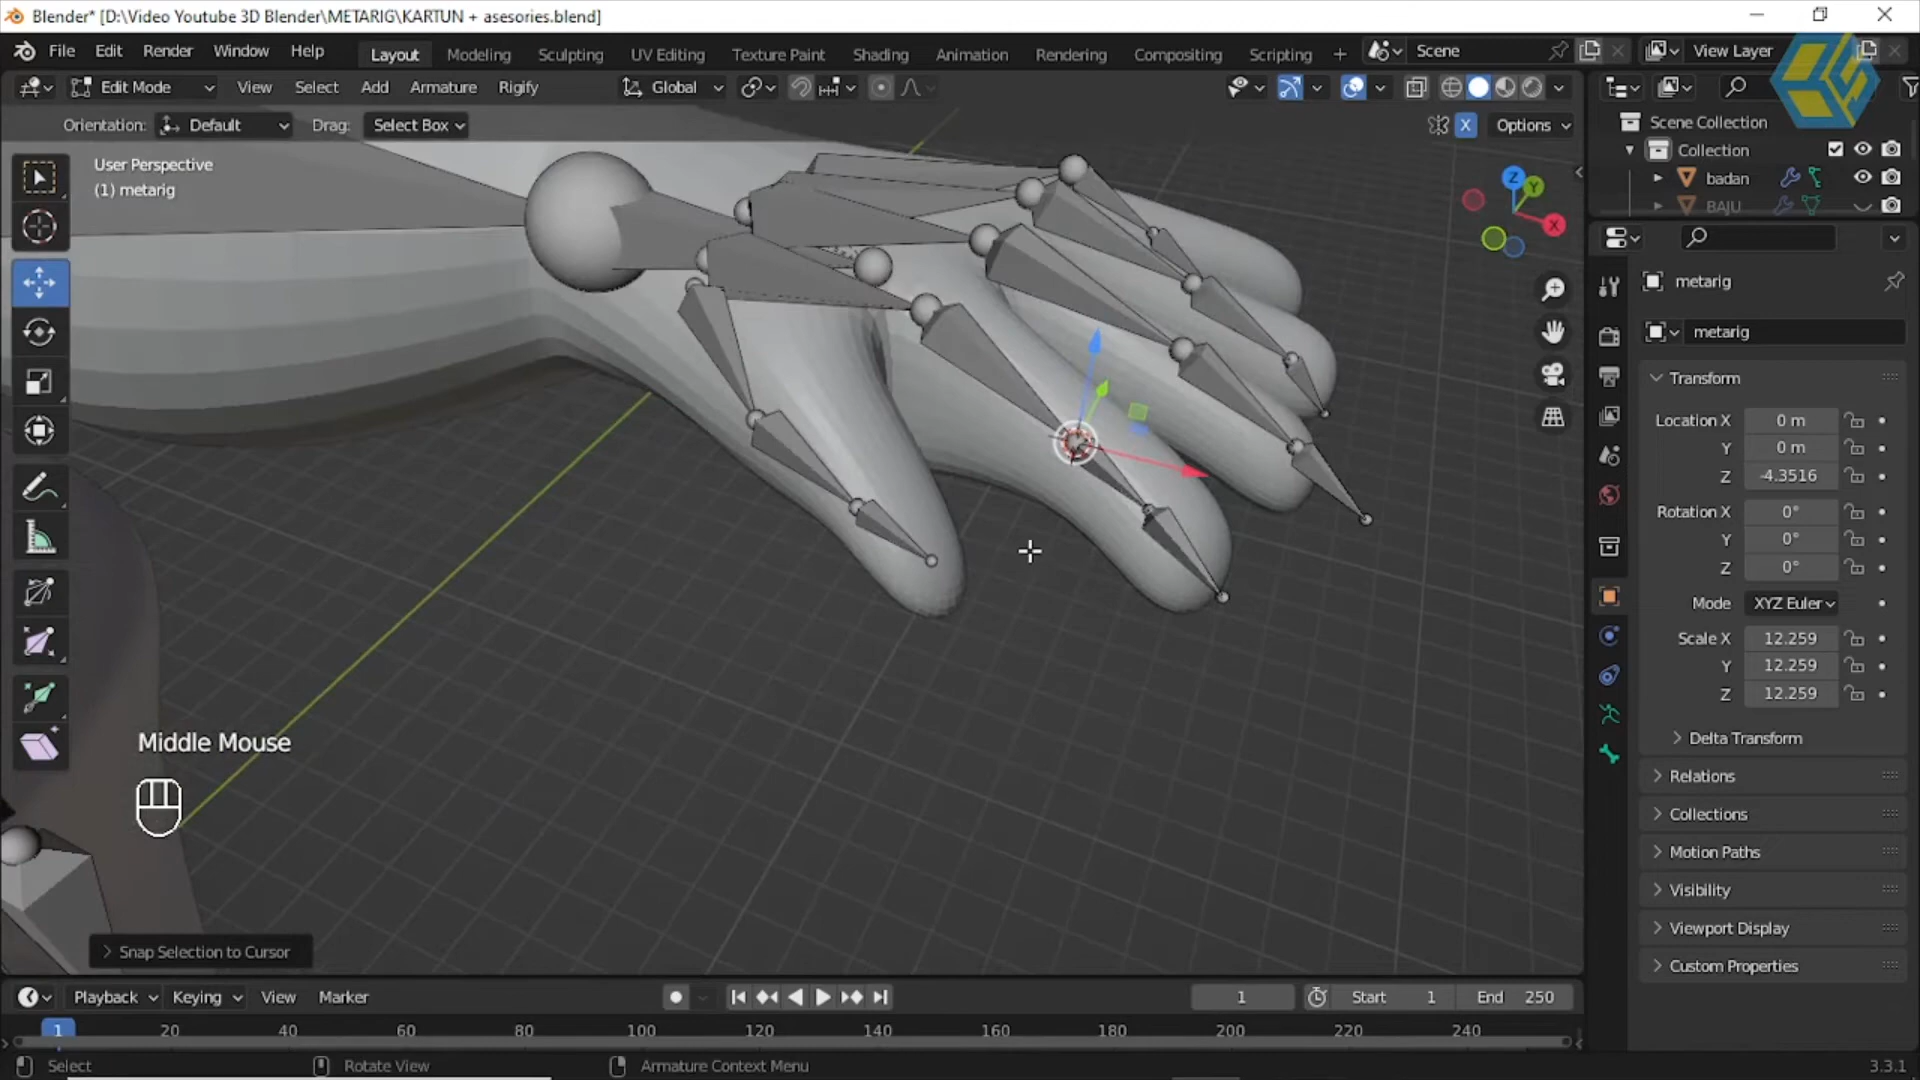 Blender* [D:\Video Youtube 3D Blender\METARIG\KARTUN + asesories.blend]
File Edit Render Window Help Layout Modeling Sculpting UV Editing Texture Paint Shading Animation Rendering Compositing Scripting + Scene View Layer
Edit Mode View Select Add Armature Rigify Global
Orientation: Default Drag: Select Box X Options
Scene Collection
Collection
badan
BAJU
User Perspective
(1) metarig
Z
Y
X
metarig
metarig
Transform
Location X 0 m
Y 0 m
Z -4.3516
Rotation X 0°
Y 0°
Z 0°
Mode XYZ Euler
Scale X 12.259
Y 12.259
Z 12.259
Delta Transform
Relations
Collections
Motion Paths
Visibility
Viewport Display
Custom Properties
Middle Mouse
Snap Selection to Cursor
Playback Keying View Marker 1 Start 1 End 250
1 20 40 60 80 100 120 140 160 180 200 220 240
Select Rotate View Armature Context Menu 3.3.1